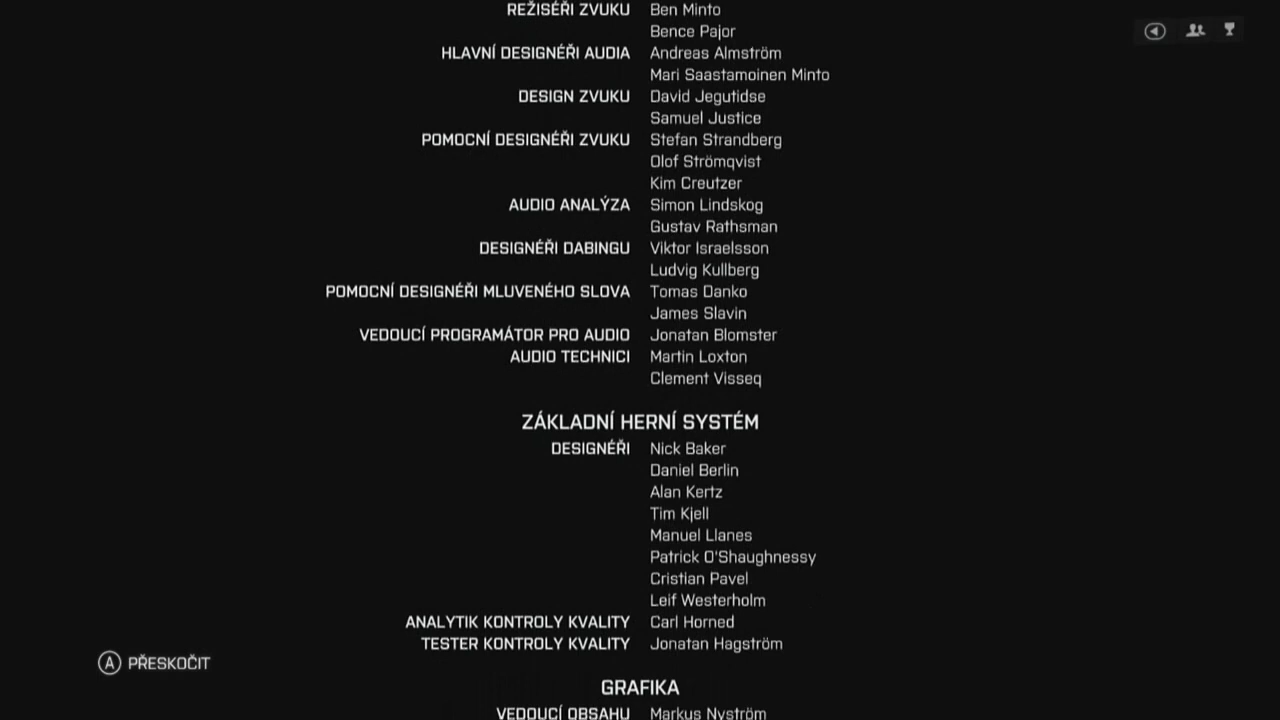 REŽISÉŘI ZVUKU Ben Minto
Bence Pajor
HLAVNÍ DESIGNÉŘI AUDIA Andreas Almström
Mari Saastamoinen Minto
DESIGN ZVUKU David Jegutidse
Samuel Justice
POMOCNÍ DESIGNÉŘI ZVUKU Stefan Strandberg
Olof Strömqvist
Kim Creutzer
AUDIO ANALÝZA Simon Lindskog
Gustav Rathsman
DESIGNÉŘI DABINGU Viktor Israelsson
Ludvig Kullberg
POMOCNÍ DESIGNÉŘI MLUVENÉHO SLOVA Tomas Danko
James Slavin
VEDOUCÍ PROGRAMÁTOR PRO AUDIO Jonatan Blomster
AUDIO TECHNICI Martin Loxton
Clement Visseq
ZÁKLADNÍ HERNÍ SYSTÉM
DESIGNÉŘI Nick Baker
Daniel Berlin
Alan Kertz
Tim Kjell
Manuel Llanes
Patrick O'Shaughnessy
Cristian Pavel
Leif Westerholm
ANALYTIK KONTROLY KVALITY Carl Horned
TESTER KONTROLY KVALITY Jonatan Hagström
A PŘESKOČIT
GRAFIKA
VEDOUCÍ OBSAHU Markus Nyström